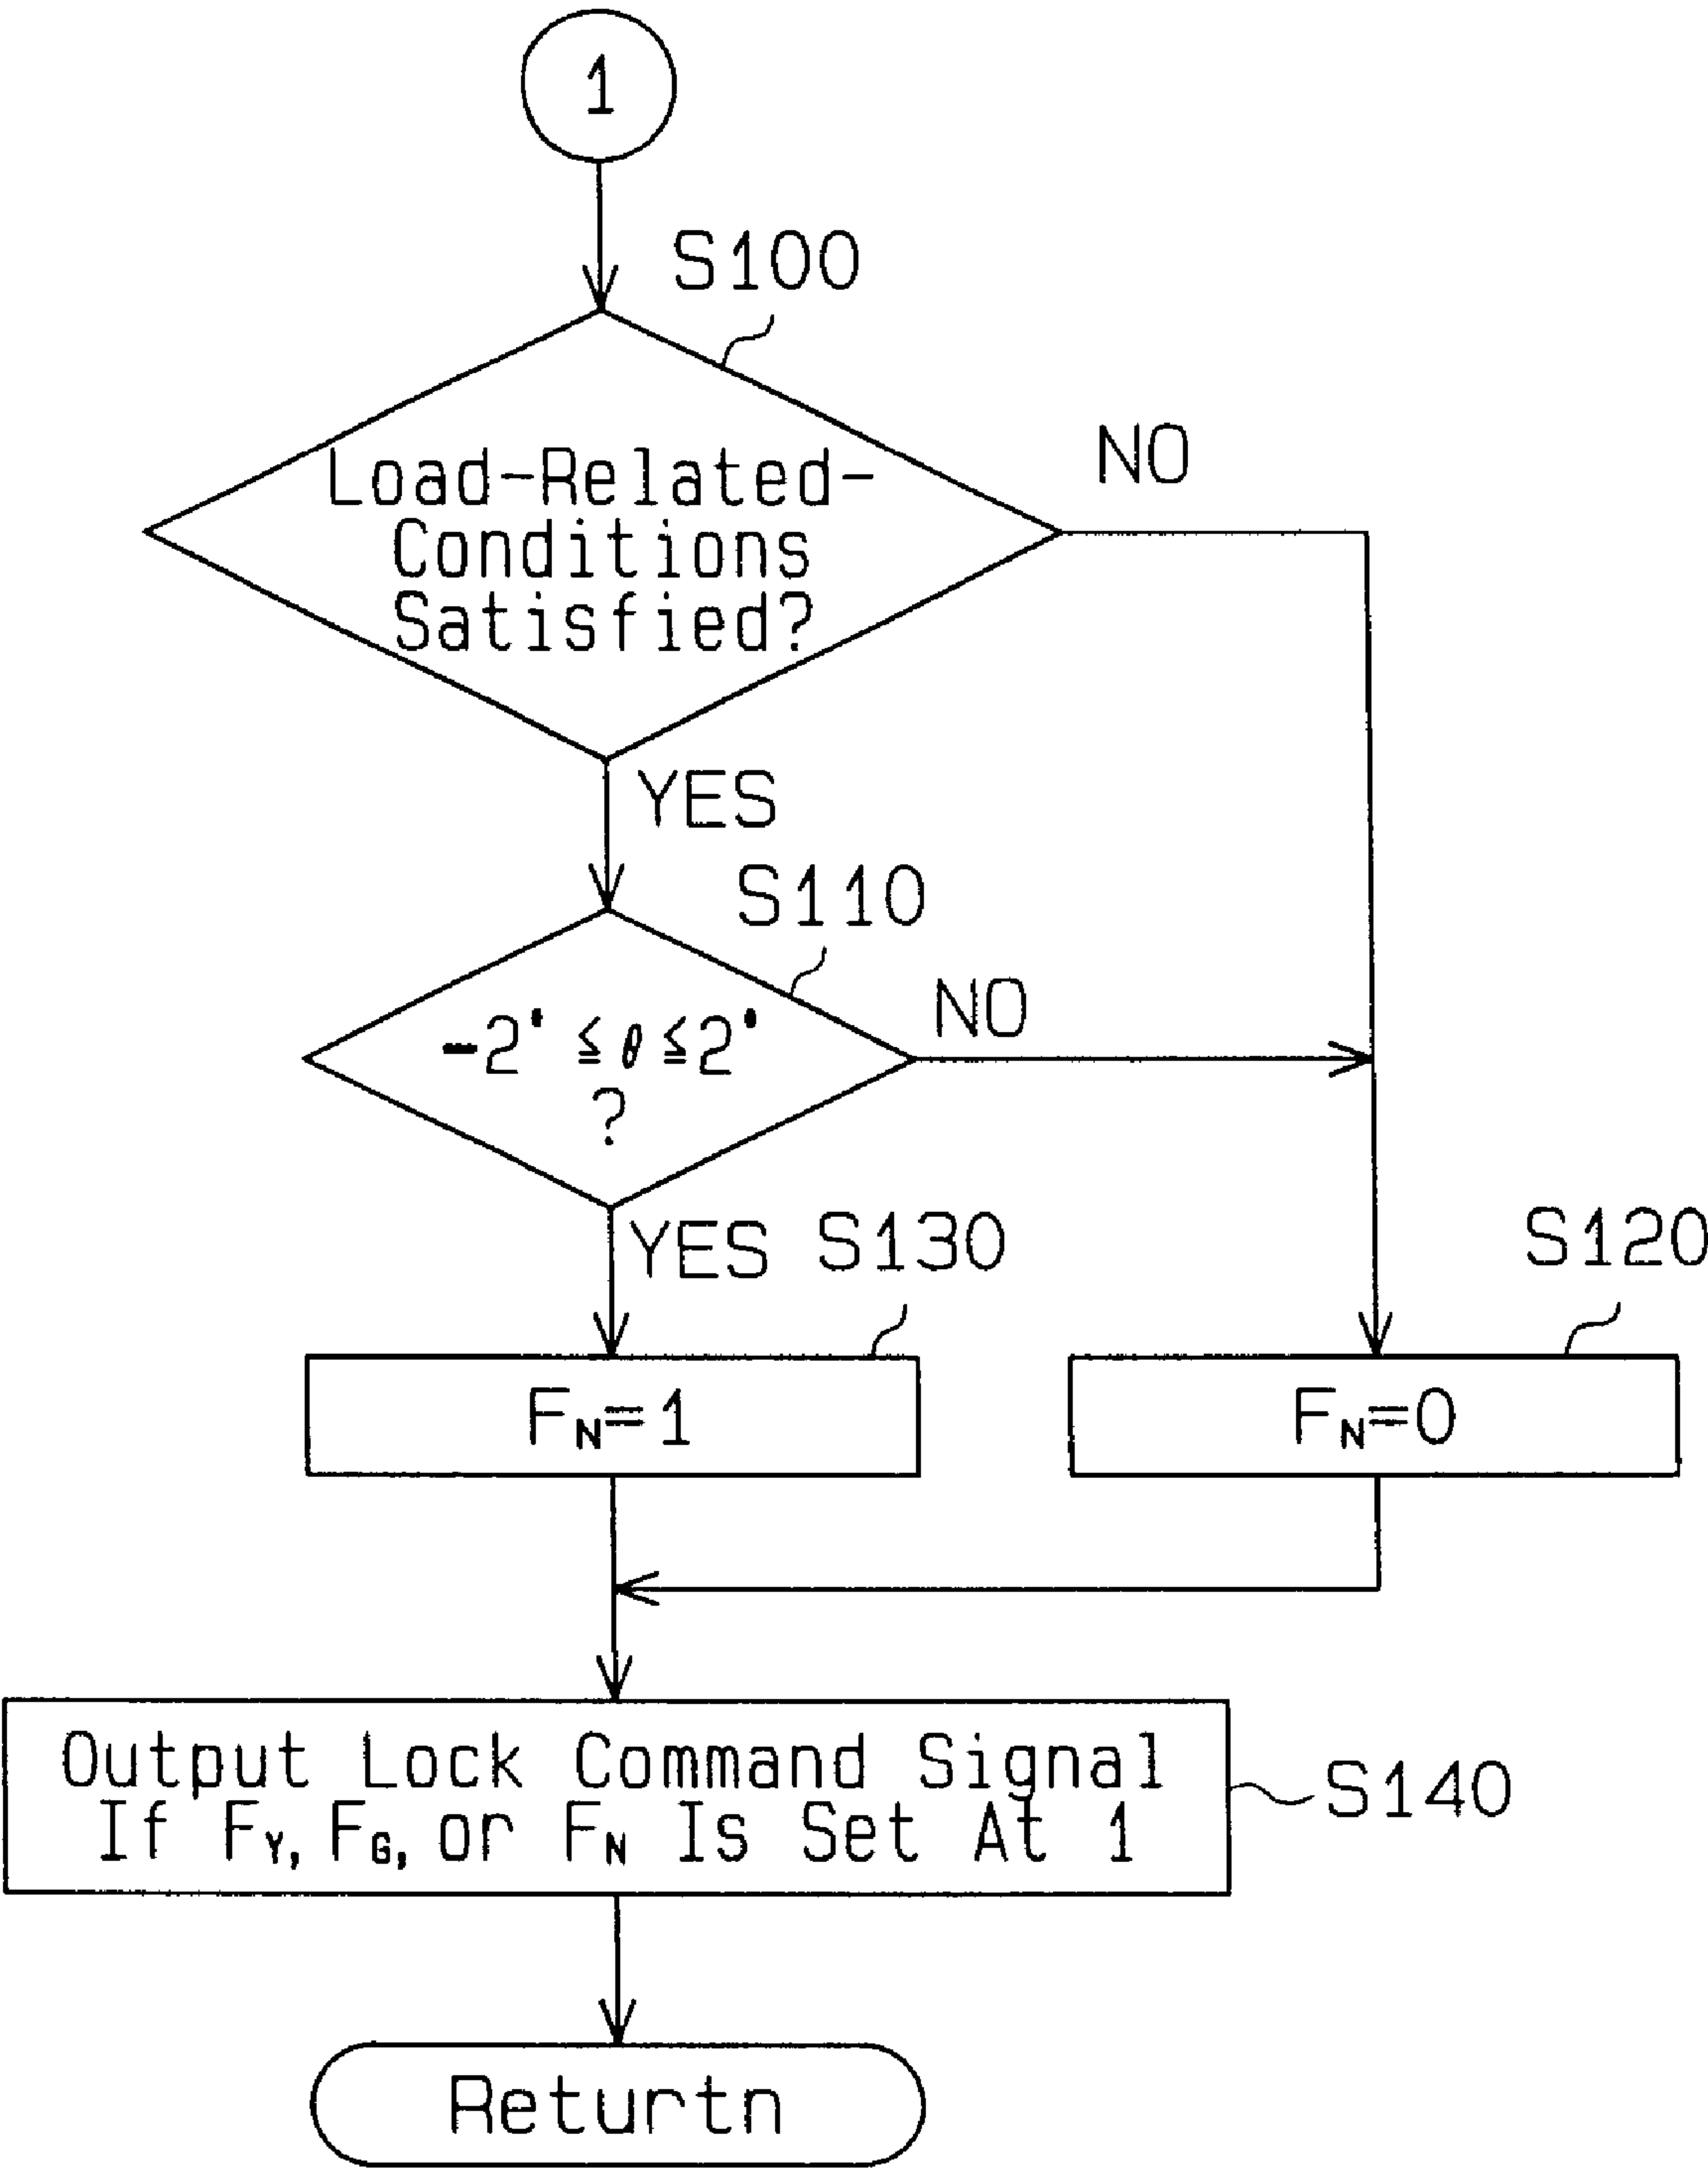 1
S100
Load-Related-
Conditions
Satisfied?
NO
YES
S110
-2° ≦ θ ≦2°
?
NO
YES
S130
S120
FN=1
FN=0
Output Lock Command Signal
If FY, FG, or FN Is Set At 1
S140
Returtn